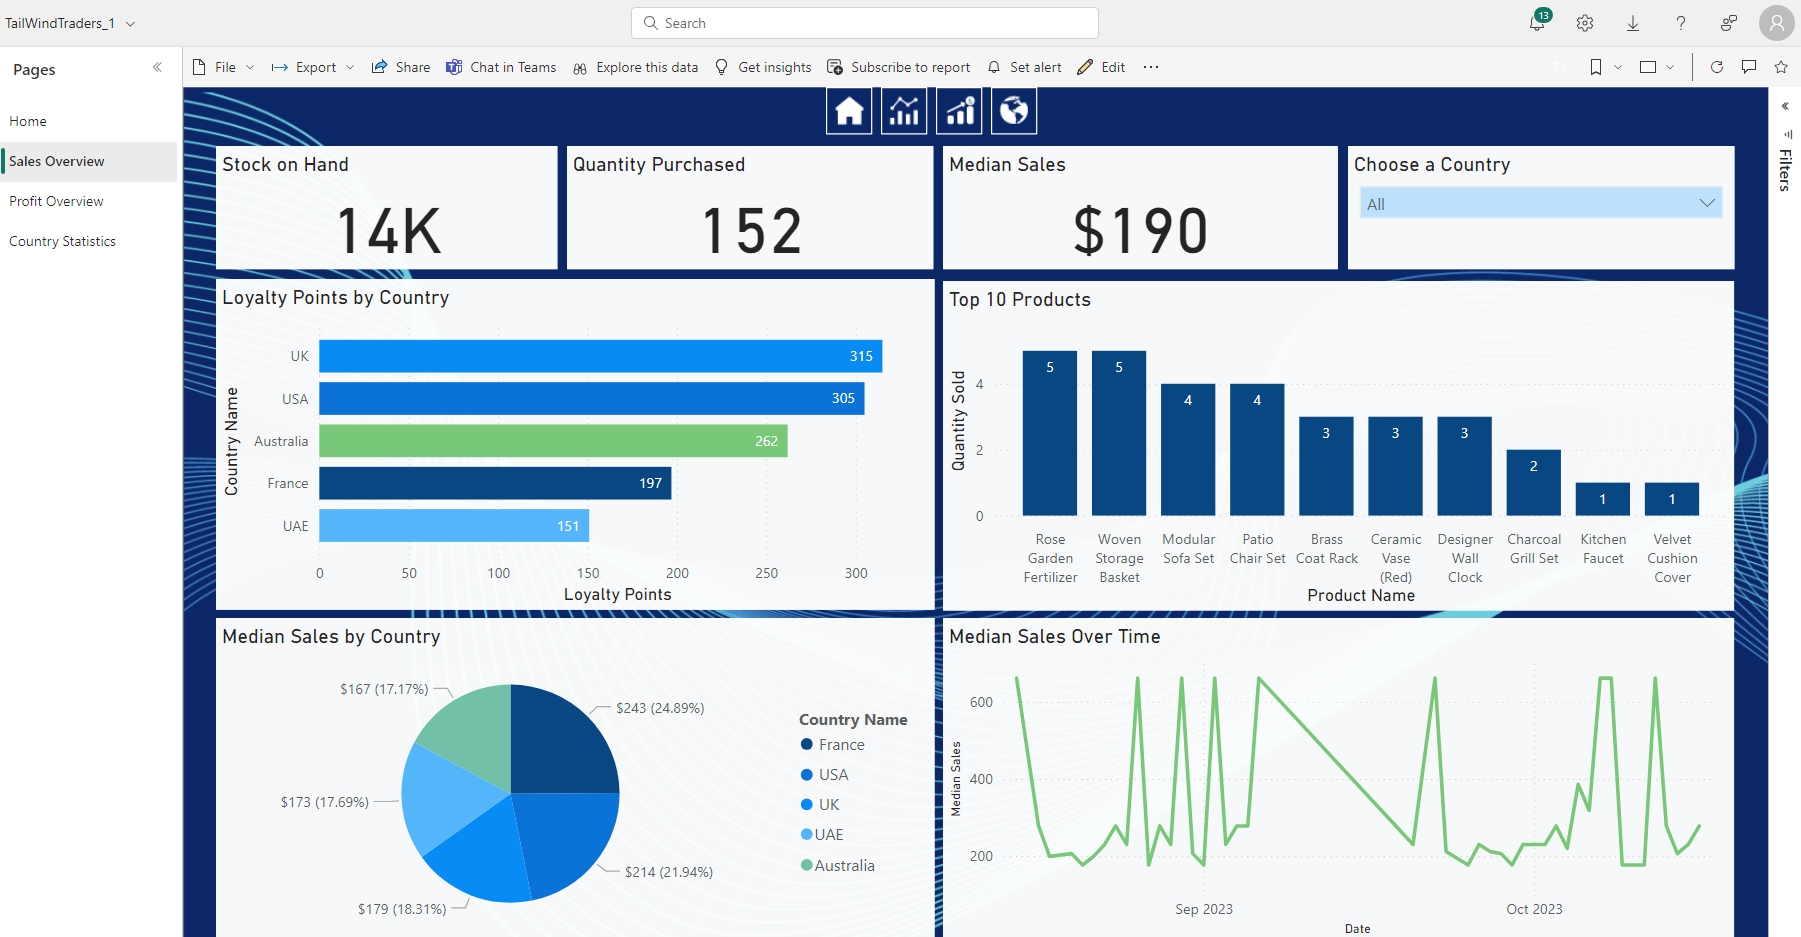 TailWindTraders_1
Search
13
Pages
File Export Share Chat in Teams Explore this data Get insights Subscribe to report Set alert Edit ...
Home
Sales Overview
Profit Overview
Country Statistics
Filters
Stock on Hand
14K
Quantity Purchased
152
Median Sales
$190
Choose a Country
All
Loyalty Points by Country
Country Name
UK 315
USA 305
Australia 262
France 197
UAE 151
0 50 100 150 200 250 300
Loyalty Points
Top 10 Products
Quantity Sold
4
2
0
5 5 4 4 3 3 3 2 1 1
Rose Woven Modular Patio Brass Ceramic Designer Charcoal Kitchen Velvet
Garden Storage Sofa Set Chair Set Coat Rack Vase Wall Grill Set Faucet Cushion
Fertilizer Basket (Red) Clock Cover
Product Name
Median Sales by Country
$167 (17.17%)
$243 (24.89%)
$173 (17.69%)
$214 (21.94%)
$179 (18.31%)
Country Name
France
USA
UK
UAE
Australia
Median Sales Over Time
Median Sales
600
400
200
Sep 2023 Oct 2023
Date